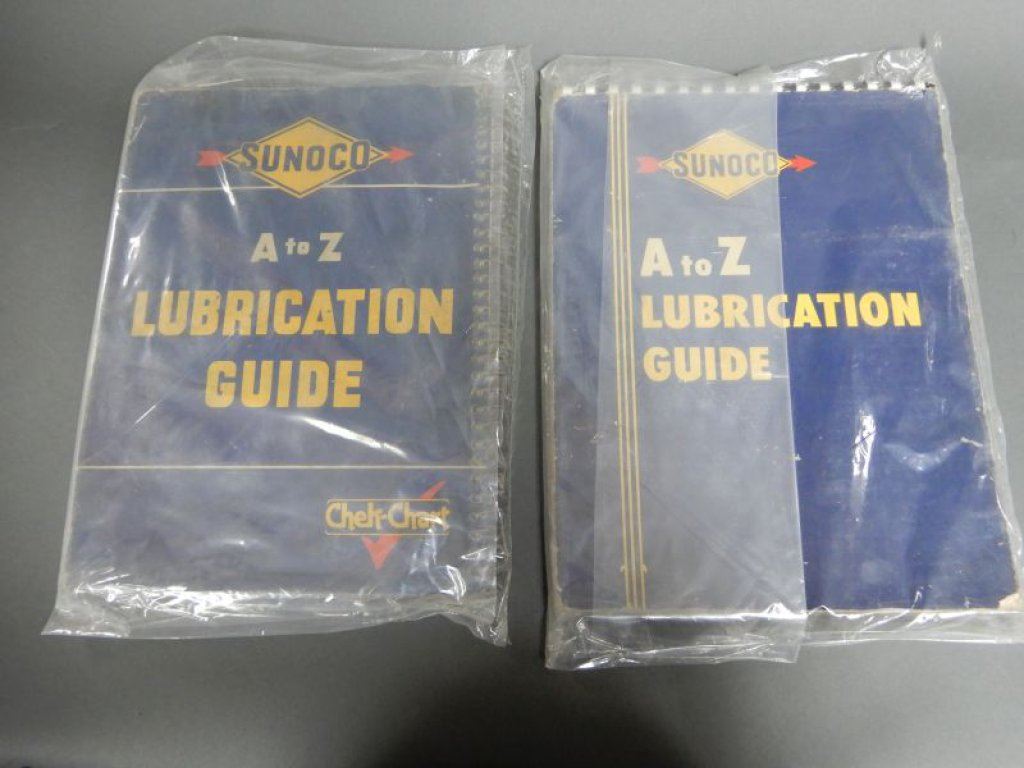 SUNOCO
A to Z
LUBRICATION
GUIDE
Chek-Chart
SUNOCO
A to Z
LUBRICATION
GUIDE